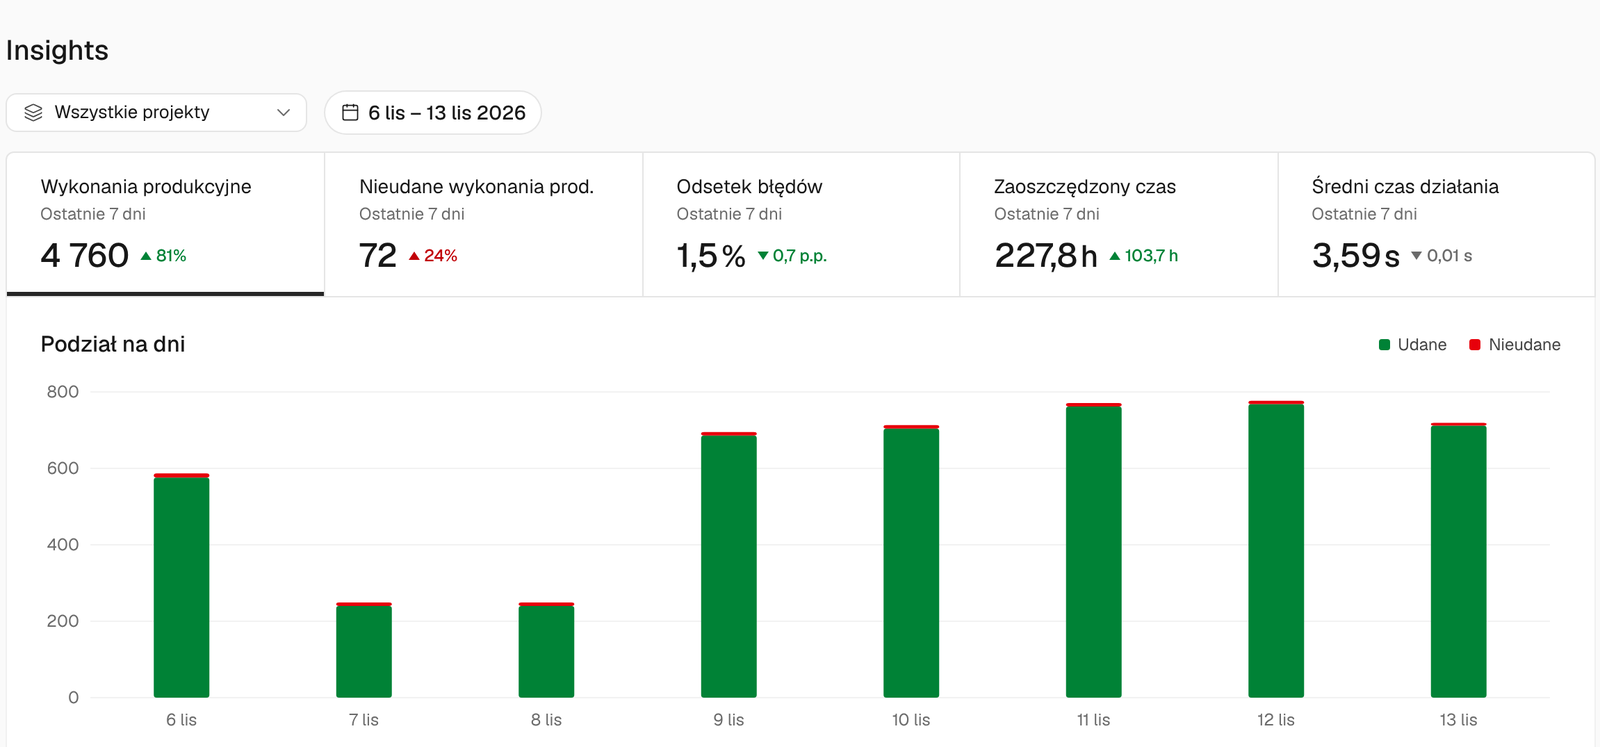 Insights
Wszystkie projekty
6 lis – 13 lis 2026
Wykonania produkcyjne
Ostatnie 7 dni
4 760 ▲ 81%
Nieudane wykonania prod.
Ostatnie 7 dni
72 ▲ 24%
Odsetek błędów
Ostatnie 7 dni
1,5 % ▼ 0,7 p.p.
Zaoszczędzony czas
Ostatnie 7 dni
227,8 h ▲ 103,7 h
Średni czas działania
Ostatnie 7 dni
3,59 s ▼ 0,01 s
Podział na dni
Udane Nieudane
800
600
400
200
0
6 lis 7 lis 8 lis 9 lis 10 lis 11 lis 12 lis 13 lis